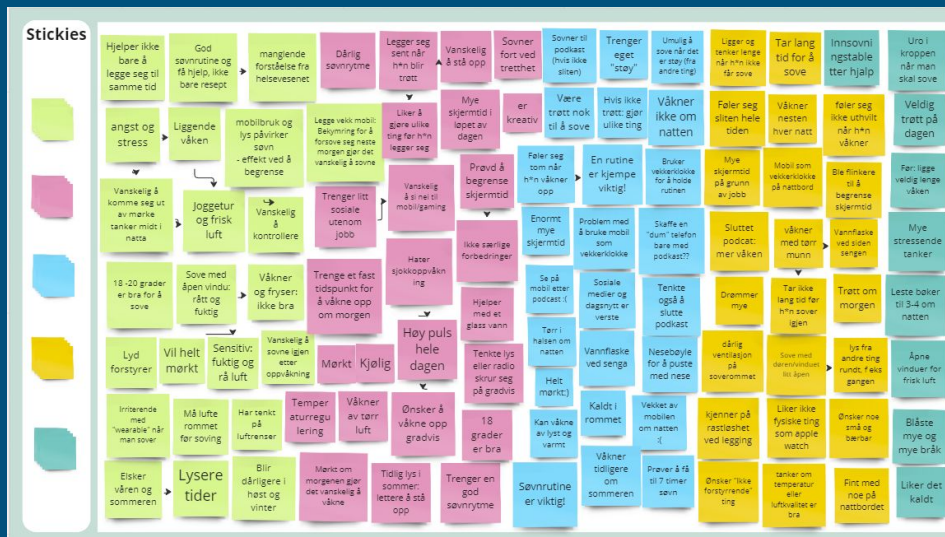 Stickies
Hjelper ikke
bare å
legge seg til
samme tid
God
søvnrutine og
få hjelp, ikke
bare resept
manglende
forståelse fra
helsevesenet
angst og
stress
Liggende
våken
mobilbruk og
lys påvirker
søvn
- effekt ved å
begrense
Vanskelig å
komme seg ut
av mørke
tanker midt i
natta
Joggetur
og frisk
luft
Vanskelig
å
kontrollere
18 -20 grader
er bra for å
sove
Sove med
åpen vindu:
rått og
fuktig
Våkner
og fryser:
ikke bra
Lyd
forstyrer
Vil helt
mørkt
Sensitiv:
fuktig og
rå luft
Vanskelig å
sovne igjen
etter
oppvåkning
Irriterende
med
"wearable" når
man sover
Må lufte
rommet
før soving
Har tenkt
på
luftrenser
Elsker
våren og
sommeren
Lysere
tider
Blir
dårligere i
høst og
vinter
Dårlig
søvnrytme
Legger seg
sent når
h*n blir
trøtt
Vanskelig
å stå opp
Sovner
fort ved
tretthet
Legge vekk mobil:
Bekymring for å
forsove seg neste
morgen gjør det
vanskelig å sovne
Liker å
gjøre ulike
ting før h*n
legger seg
Mye
skjermtid i
løpet av
dagen
er
kreativ
Trenger litt
sosiale
utenom
jobb
Vanskelig
å si nei til
mobil/gaming
Prøvd å
begrense
skjermtid
Trenge et fast
tidspunkt for
å våkne opp
om morgen
Hater
sjokkoppvåkn
ing
Ikke særlige
forbedringer
Hjelper
med et
glass vann
Mørkt
Kjølig
Høy puls
hele
dagen
Tenkte lys
eller radio
skrur seg
på gradvis
Temper
aturregu
lering
Våkner
av tørr
luft
Ønsker å
våkne opp
gradvis
18
grader
er bra
Mørkt om
morgenen gjør
det vanskelig å
våkne
Tidlig lys i
sommer:
lettere å stå
opp
Trenger en
god
søvnrytme
Sovner til
podkast
(hvis ikke
sliten)
Trenger
eget
"støy"
Umulig å
sove når det
er støy (fra
andre ting)
Være
trøtt nok
til å sove
Hvis ikke
trøtt: gjør
ulike ting
Våkner
ikke om
natten
Føler seg
tom når
h*n våkner
opp
En rutine
er kjempe
viktig!
Bruker
vekkerklokke
for å holde
rutinen
Enormt
mye
skjermtid
Problem med
å bruke mobil
som
vekkerklokke
Skaffe en
"dum" telefon
bare med
podcast??
Se på
mobil etter
podcast :(
Sosiale
medier og
dagsnytt er
verste
Tenkte
også å
slutte
podkast
Tørr i
halsen om
natten
Vannflaske
ved senga
Nesebøyle
for å puste
med nese
Helt
mørkt:)
Kan våkne
av lys og
varmt
Kaldt i
rommet
Vekket av
mobilen
om natten
:(
Søvnrutine
er viktig!
Våkner
tidligere
om
sommeren
Prøver å få
til 7 timer
søvn
Ligger og
tenker lenge
når h*n ikke
får sove
Tar lang
tid for å
sove
Føler seg
sliten hele
tiden
Våkner
nesten
hver natt
føler seg
ikke uthvilt
når h*n
våkner
Mye
skjermtid
på grunn
av jobb
Mobil som
vekkerklokke
på nattbord
Ble flinkere
til å
begrense
skjermtid
Sluttet
podcat:
mer våken
våkner
med tørr
munn
Vannflaske
ved siden
sengen
Drømmer
mye
Tar ikke
lang tid før
h*n sover
igjen
Trøtt om
morgen
dårlig
ventilasjon
på
soverommet
Sove med
døren/vinduet
litt åpen
lys fra
andre ting
rundt, f.eks
gangen
kjenner på
rastløshet
ved legging
Liker ikke
fysiske ting
som apple
watch
Ønsker noe
små og
bærbar
Ønsker "ikke
forstyrrende"
ting
tanker om
temperatur
eller
luftkvalitet er
bra
Fint med
noe på
nattbordet
Innsovni
ngstable
tter hjalp
Uro i
kroppen
når man
skal sove
Veldig
trøtt på
dagen
Før: ligge
veldig lenge
våken
Mye
stressende
tanker
Leste bøker
til 3-4 om
natten
Åpne
vinduer for
frisk luft
Blåste
mye og
mye bråk
Liker det
kaldt